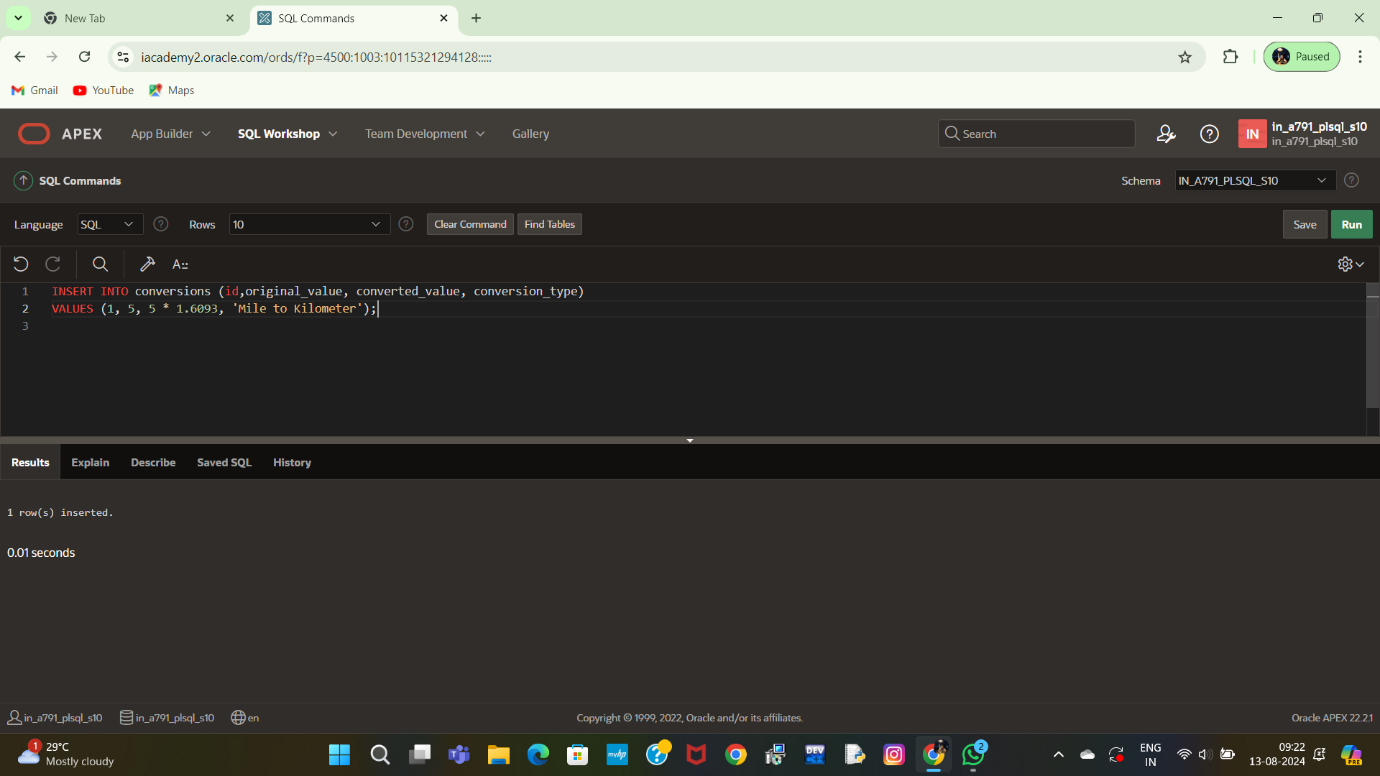 New Tab
SQL Commands
iacademy2.oracle.com/ords/f?p=4500:1003:10115321294128:::::
Paused
Gmail
YouTube
Maps
APEX
App Builder
SQL Workshop
Team Development
Gallery
Search
IN
in_a791_plsql_s10
in_a791_plsql_s10
SQL Commands
Schema
IN_A791_PLSQL_S10
Language
SQL
Rows
10
Clear Command
Find Tables
Save
Run
A::
1 INSERT INTO conversions (id,original_value, converted_value, conversion_type)
2 VALUES (1, 5, 5 * 1.6093, 'Mile to Kilometer');
3
Results
Explain
Describe
Saved SQL
History
1 row(s) inserted.
0.01 seconds
in_a791_plsql_s10
in_a791_plsql_s10
en
Copyright © 1999, 2022, Oracle and/or its affiliates.
Oracle APEX 22.2.1
1
29°C
Mostly cloudy
myhp
DEV
2
ENG
IN
09:22
13-08-2024
PRE